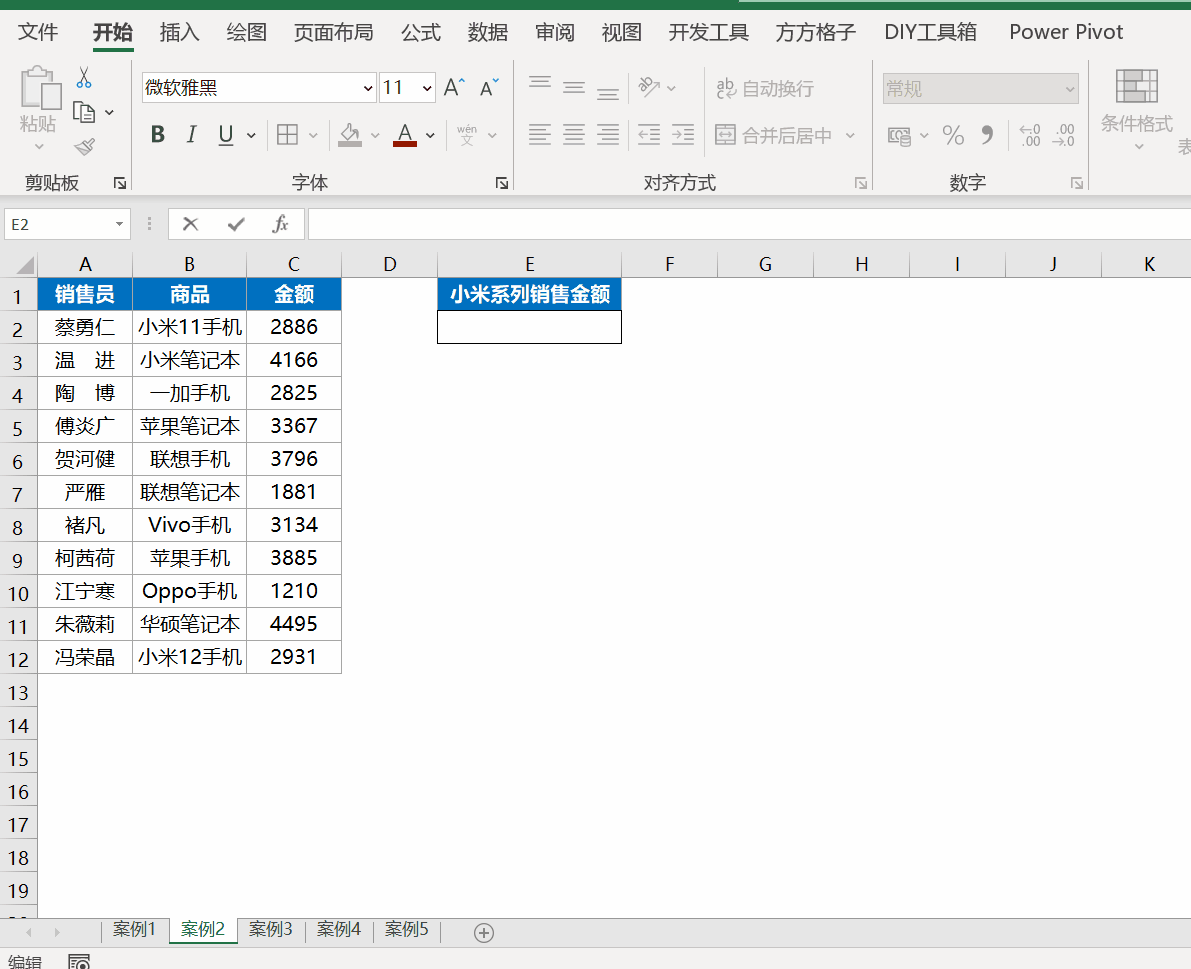 文件 开始 插入 绘图 页面布局 公式 数据 审阅 视图 开发工具 方方格子 DIY工具箱 Power Pivot
微软雅黑 11 A A 自动换行 常规
粘贴 条件格式
B I U A wén 文 合并后居中 % .00 .0
表
剪贴板 字体 对齐方式 数字
E2 fx
A B C D E F G H I J K
1 销售员 商品 金额 小米系列销售金额
2 蔡勇仁 小米11手机 2886
3 温 进 小米笔记本 4166
4 陶 博 一加手机 2825
5 傅炎广 苹果笔记本 3367
6 贺河健 联想手机 3796
7 严雁 联想笔记本 1881
8 褚凡 Vivo手机 3134
9 柯茜荷 苹果手机 3885
10 江宁寒 Oppo手机 1210
11 朱薇莉 华硕笔记本 4495
12 冯荣晶 小米12手机 2931
13
14
15
16
17
18
19
案例1 案例2 案例3 案例4 案例5
编辑